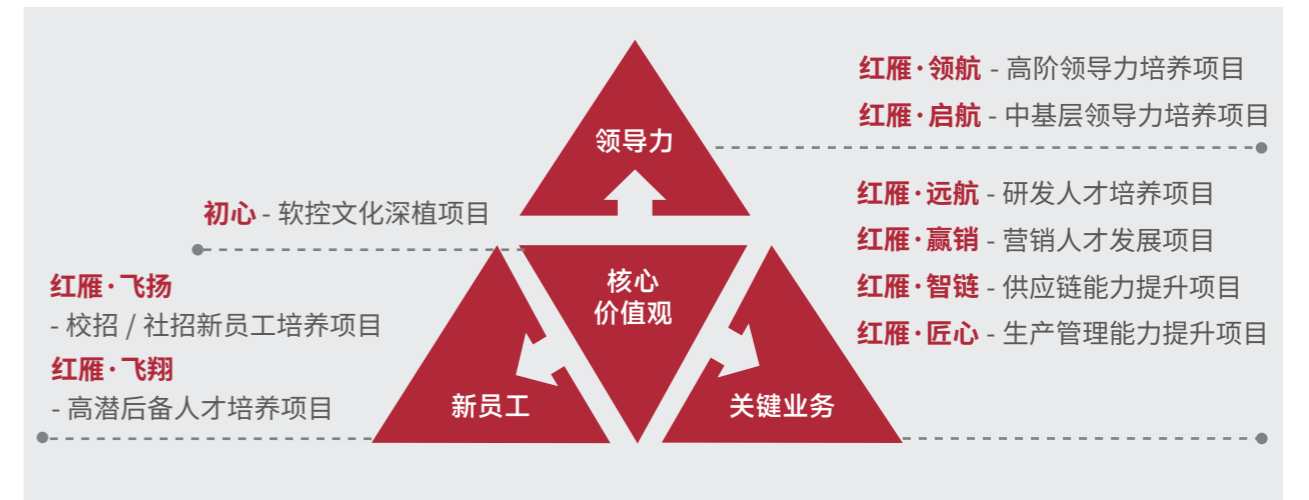 红雁·领航 - 高阶领导力培养项目
红雁·启航 - 中基层领导力培养项目
领导力
初心 - 软控文化深植项目
红雁·远航 - 研发人才培养项目
红雁·赢销 - 营销人才发展项目
红雁·智链 - 供应链能力提升项目
红雁·匠心 - 生产管理能力提升项目
核心
价值观
红雁·飞扬
- 校招 / 社招新员工培养项目
红雁·飞翔
- 高潜后备人才培养项目
新员工
关键业务